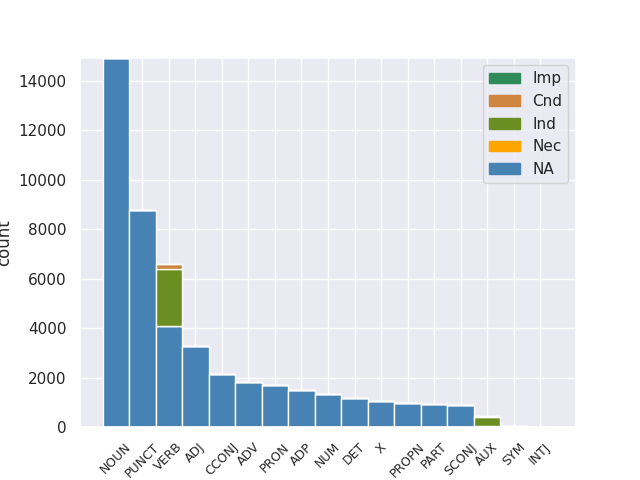 14000
12000
10000
8000
6000
4000
2000
0
count
Imp
Cnd
Ind
Nec
NA
NOUN
PUNCT
VERB
ADJ
CCONJ
ADV
PRON
ADP
NUM
DET
X
PROPN
PART
SCONJ
AUX
SYM
INTJ